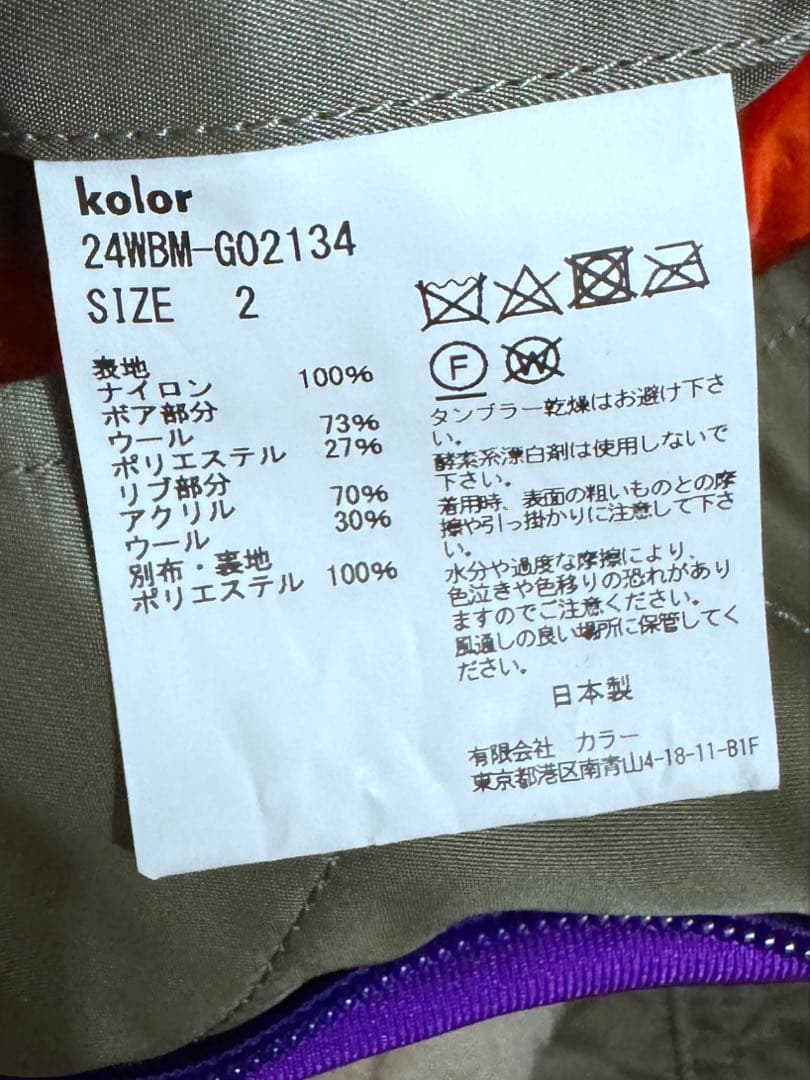 kolor
24WBM-G02134
SIZE 2
表地
ナイロン 100%
ボア部分
ウール 73%
ポリエステル 27%
リブ部分
アクリル 70%
ウール 30%
別布・裏地
ポリエステル 100%
F W
タンブラー乾燥はお避け下さ
い。
酵素系漂白剤は使用しないで
下さい。
着用時、表面の粗いものとの摩
擦や引っ掛かりに注意して下さ
い。
水分や過度な摩擦により、
色泣きや色移りの恐れがあり
ますのでご注意ください。
風通しの良い場所に保管してく
ださい。
日本製
有限会社 カラー
東京都港区南青山4-18-11-B1F